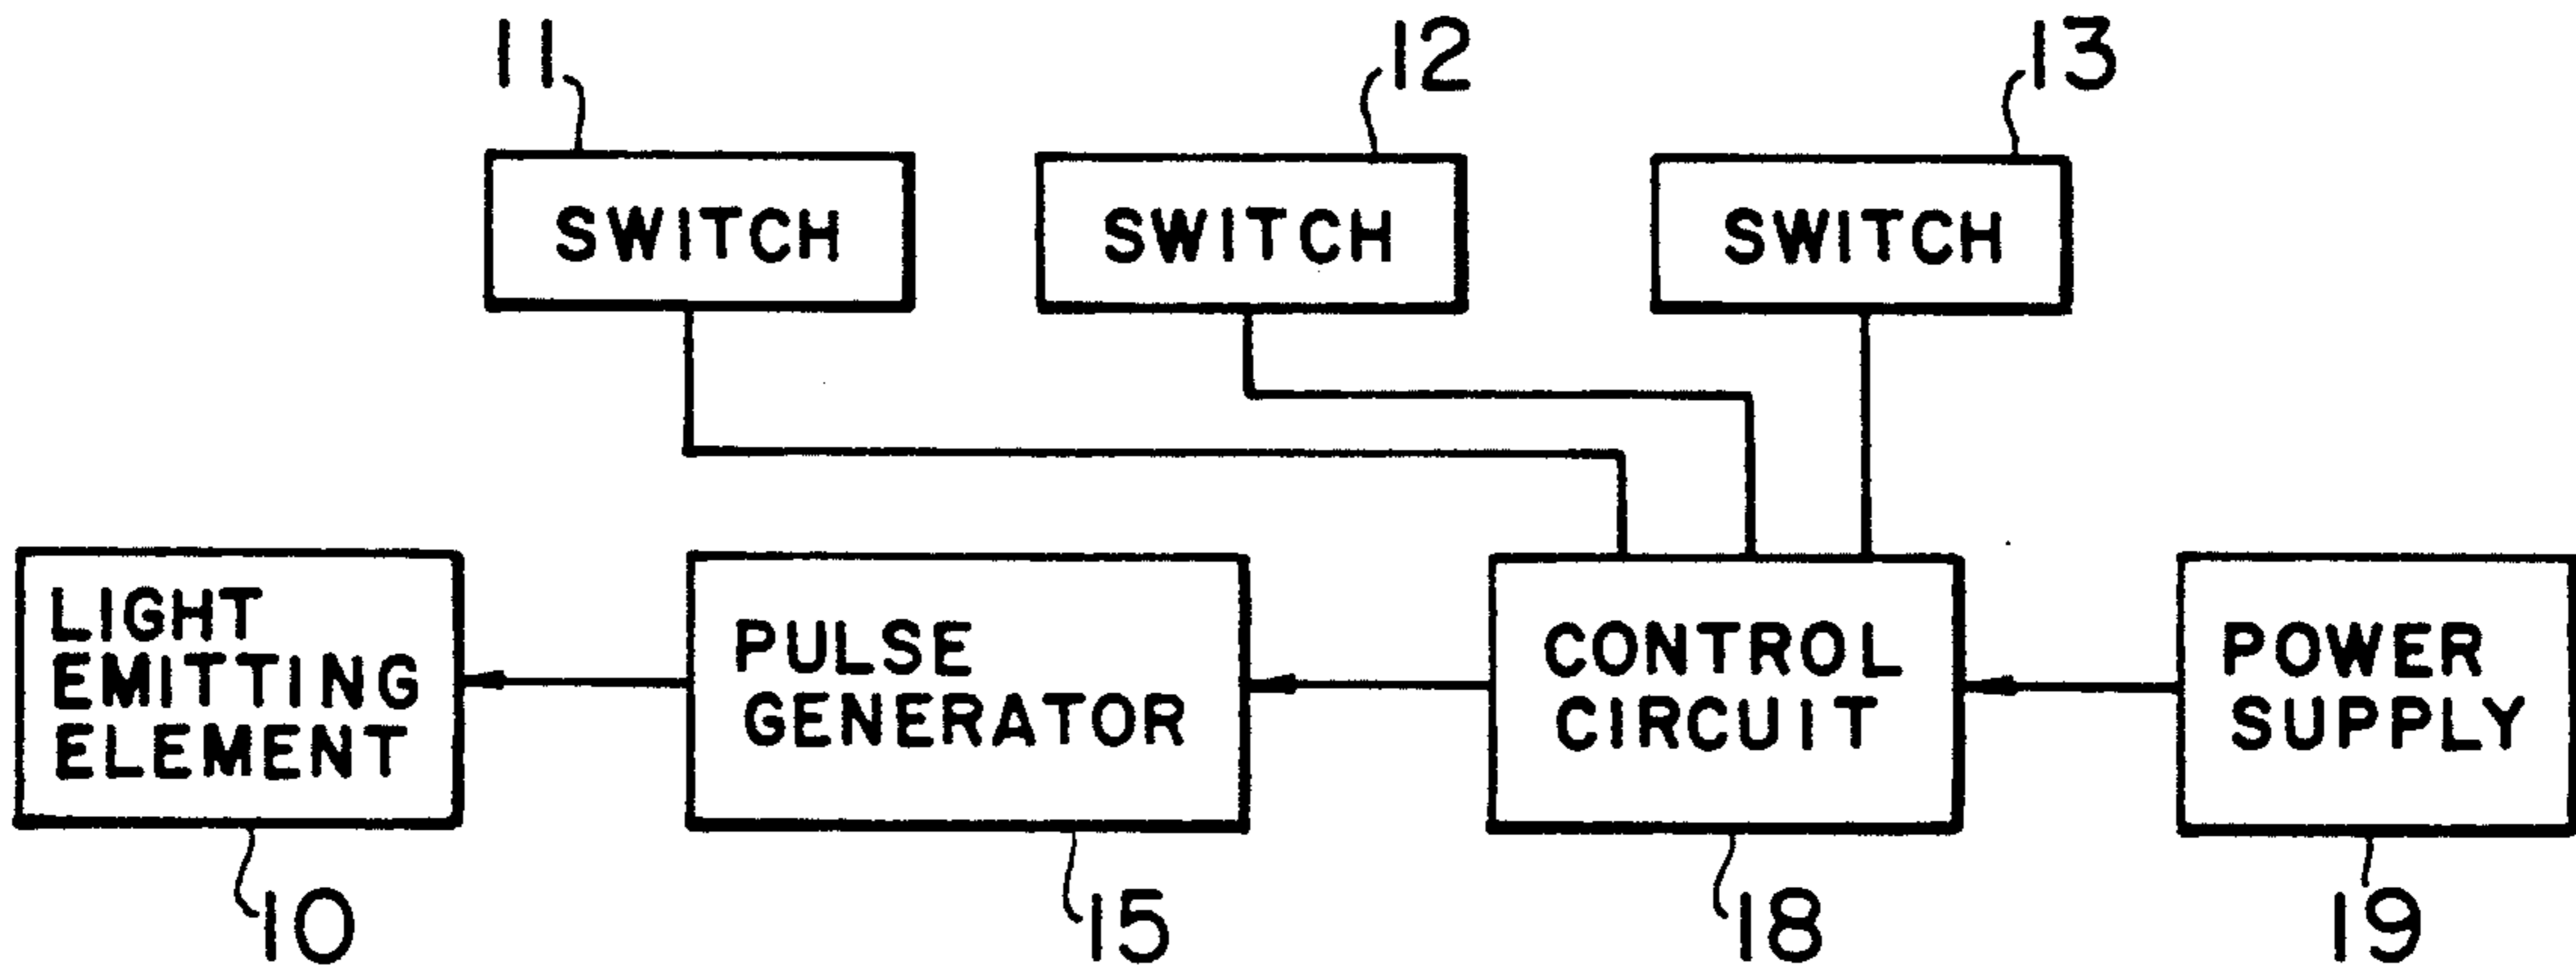 11
12
13
SWITCH
SWITCH
SWITCH
LIGHT
EMITTING
ELEMENT
PULSE
GENERATOR
CONTROL
CIRCUIT
POWER
SUPPLY
10
15
18
19